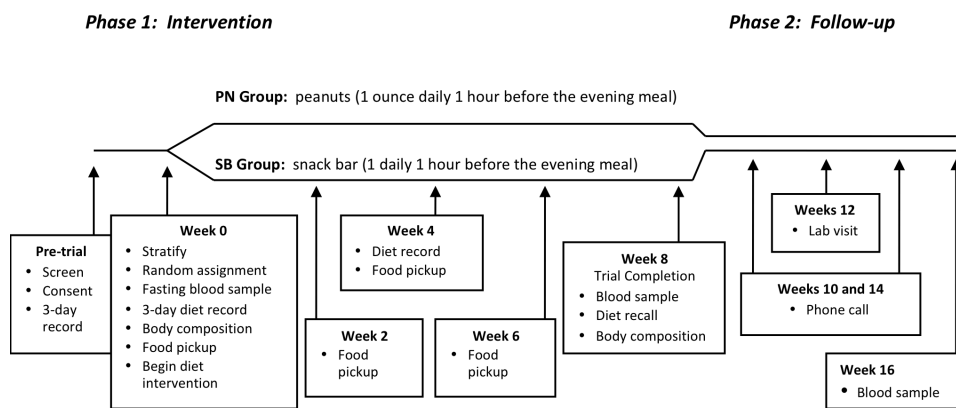 Phase 1: Intervention
Phase 2: Follow-up
PN Group: peanuts (1 ounce daily 1 hour before the evening meal)
SB Group: snack bar (1 daily 1 hour before the evening meal)
Pre-trial
• Screen
• Consent
• 3-day
record
Week 0
• Stratify
• Random assignment
• Fasting blood sample
• 3-day diet record
• Body composition
• Food pickup
• Begin diet
intervention
Week 2
• Food
pickup
Week 4
• Diet record
• Food pickup
Week 6
• Food
pickup
Week 8
Trial Completion
• Blood sample
• Diet recall
• Body composition
Weeks 10 and 14
• Phone call
Weeks 12
• Lab visit
Week 16
• Blood sample